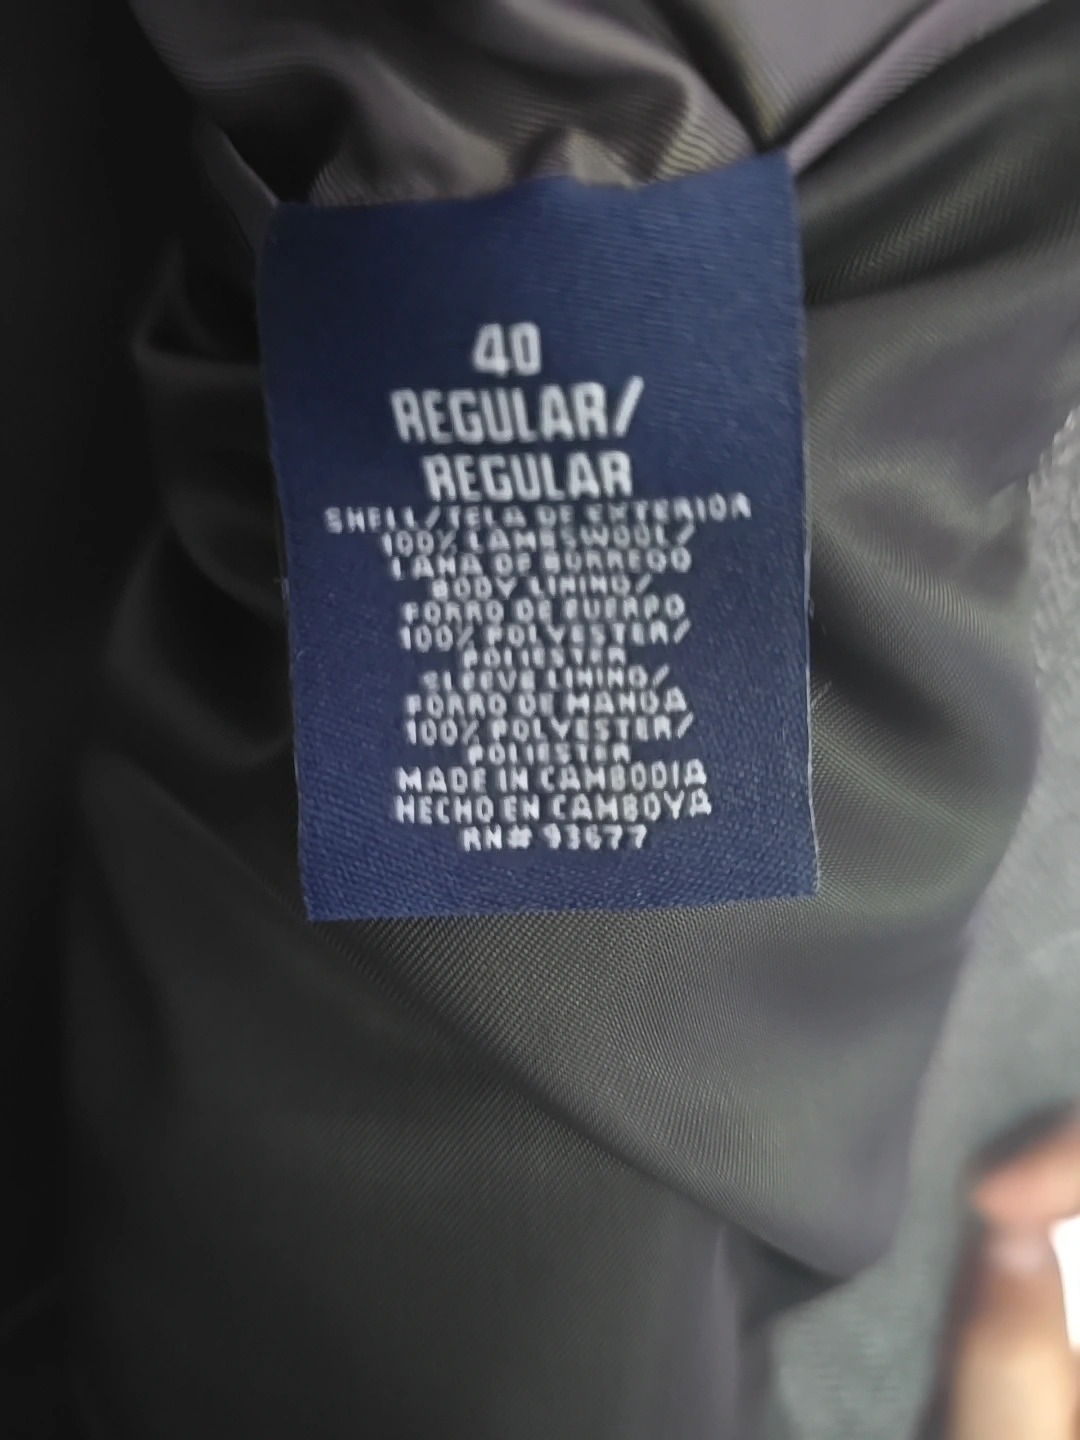 40
REGULAR/
REGULAR
SHELL/TELA DE EXTERIOR
100% LAMBSWOOL/
LANA DE BORREGO
BODY LINING/
FORRO DE CUERPO
100% POLYESTER/
POLIESTER
SLEEVE LINING/
FORRO DE MANGA
100% POLYESTER/
POLIESTER
MADE IN CAMBODIA
HECHO EN CAMBOYA
RN# 93677